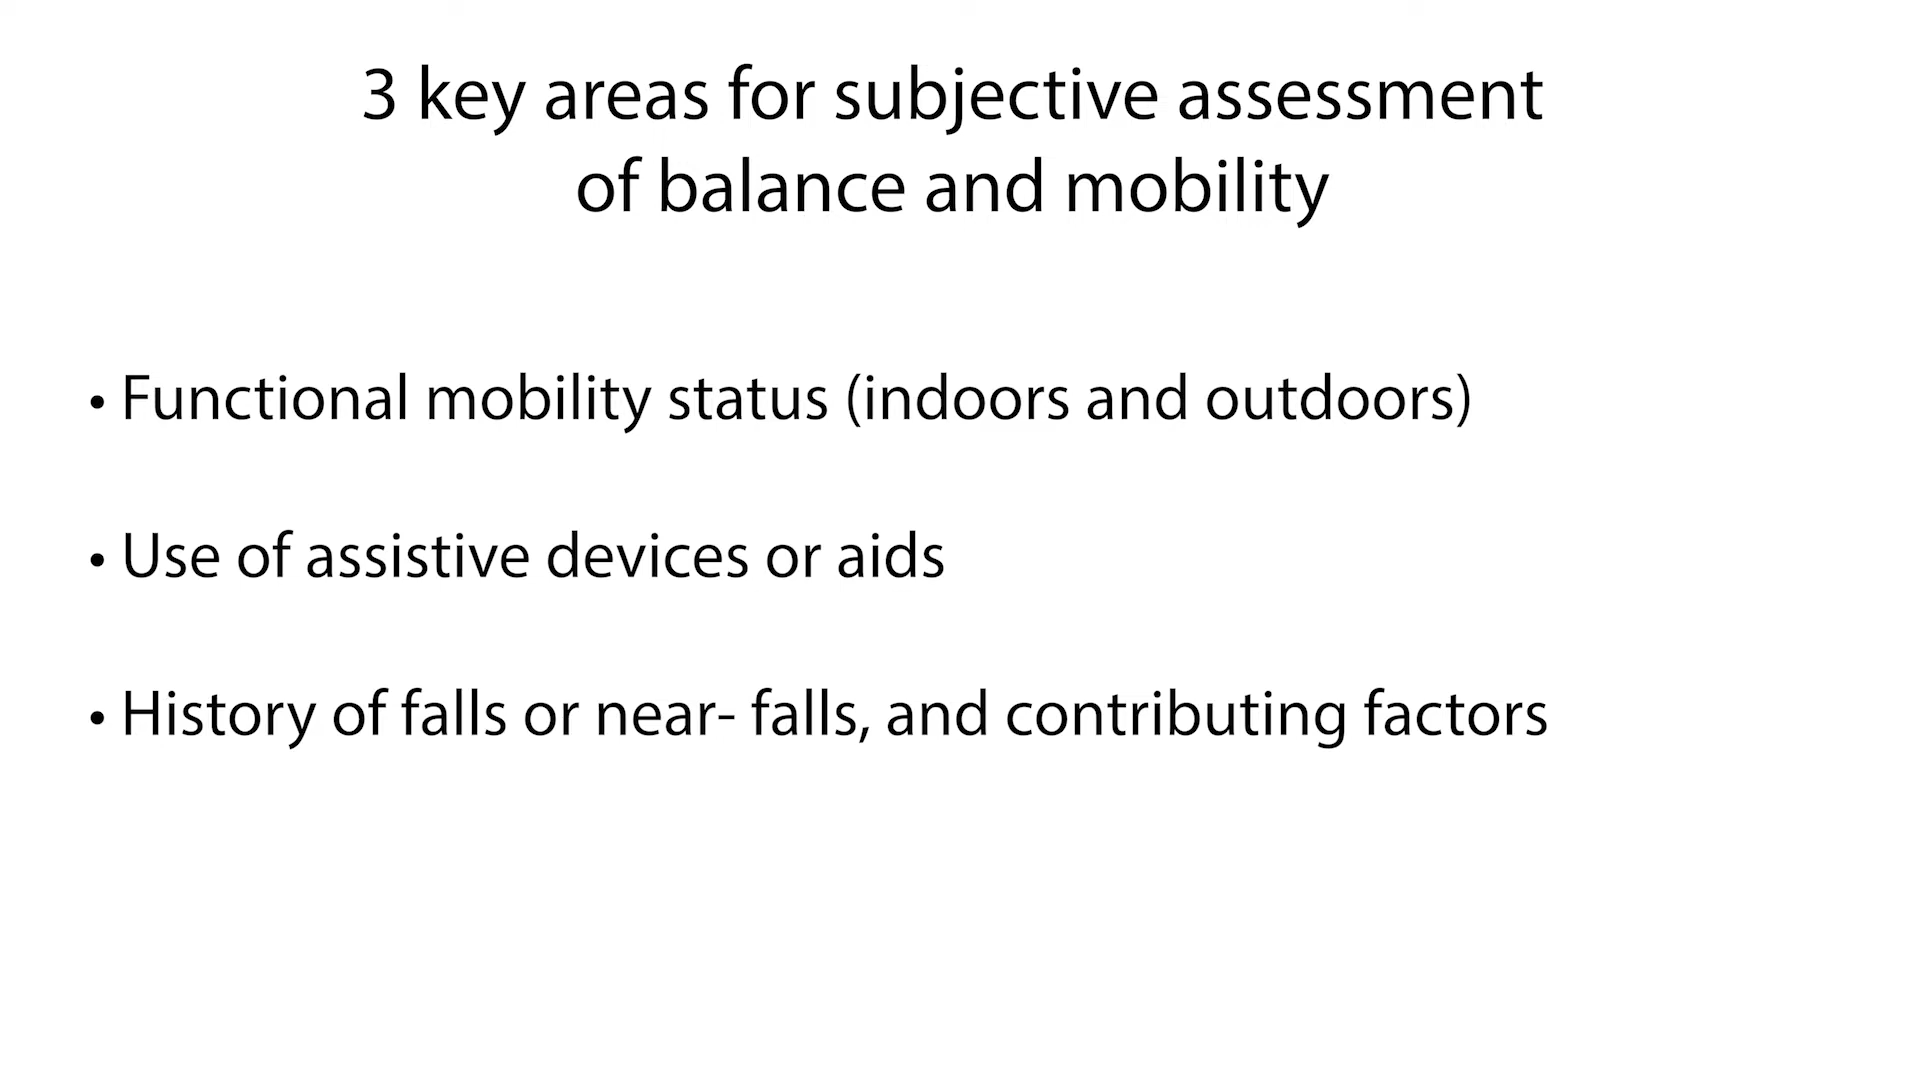 3 key areas for subjective assessment
of balance and mobility
• Functional mobility status (indoors and outdoors)
• Use of assistive devices or aids
• History of falls or near- falls, and contributing factors